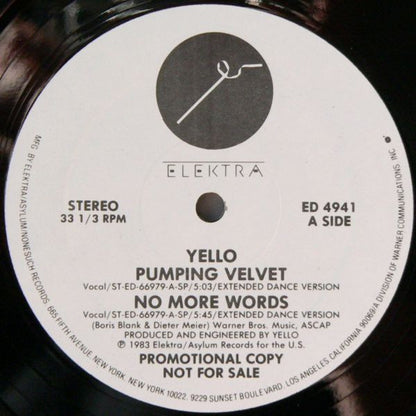 ELEKTRA
STEREO
33 1/3 RPM
ED 4941
A SIDE
YELLO
PUMPING VELVET
Vocal/ST-ED-66979-A-SP/5:03/EXTENDED DANCE VERSION
NO MORE WORDS
Vocal/ST-ED-66979-A-SP/5:45/EXTENDED DANCE VERSION
(Boris Blank & Dieter Meier) Warner Bros. Music, ASCAP
PRODUCED AND ENGINEERED BY YELLO
℗ 1983 Elektra/Asylum Records for the U.S.
PROMOTIONAL COPY
NOT FOR SALE
MFG. BY ELEKTRA/ASYLUM/NONESUCH RECORDS. 665 FIFTH AVENUE, NEW YORK, NEW YORK 10022. 9229 SUNSET BOULEVARD, LOS ANGELES, CALIFORNIA 90069/A DIVISION OF WARNER COMMUNICATIONS, INC.